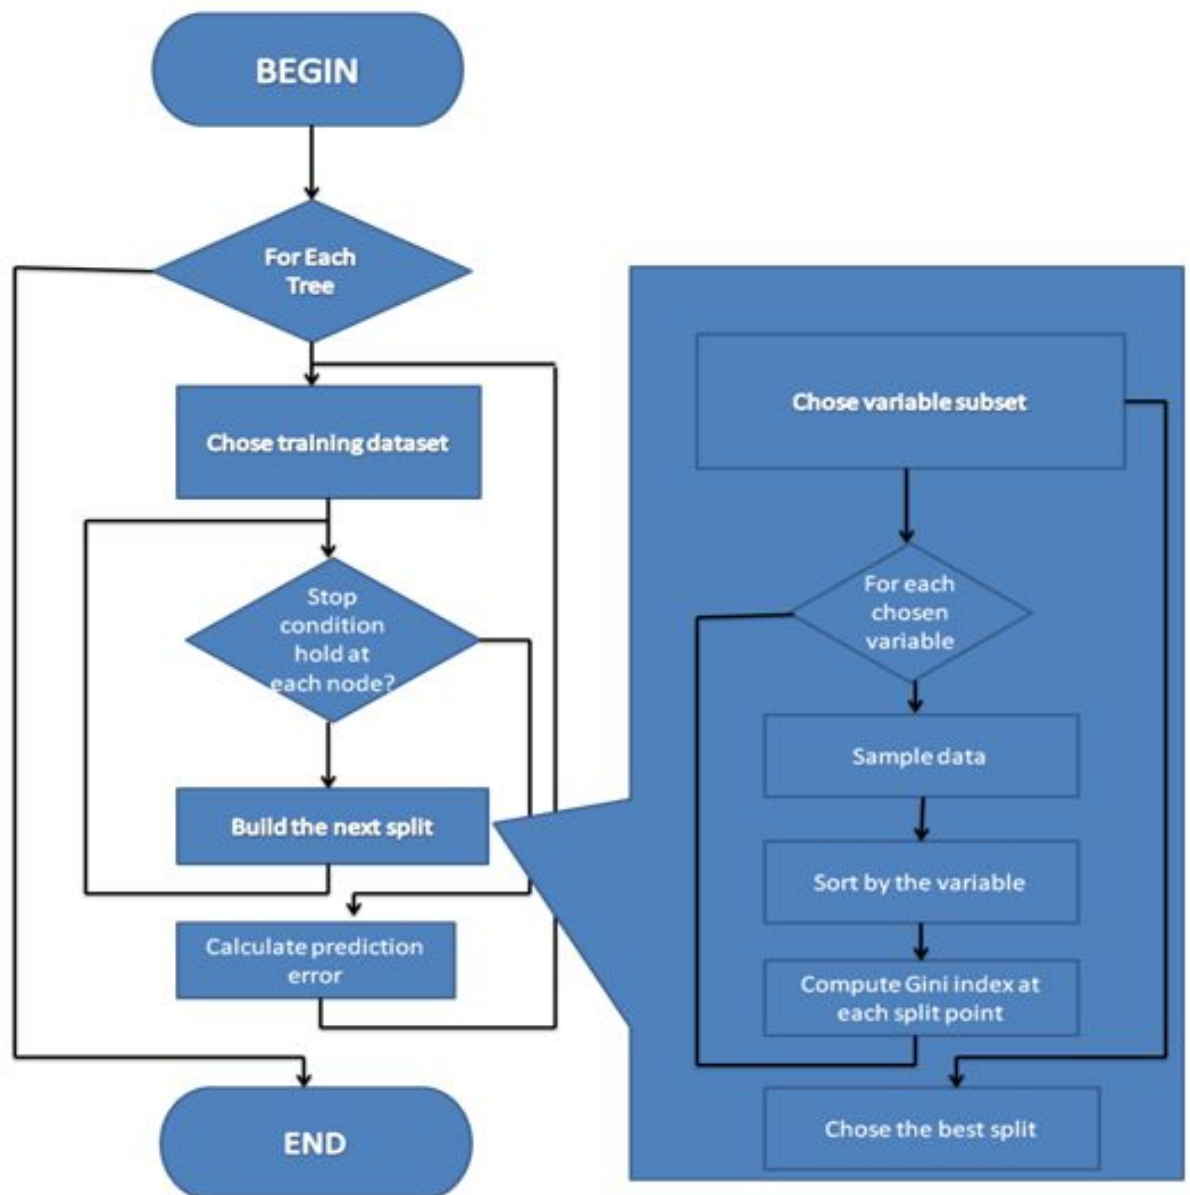 BEGIN
For Each
Tree
Chose training dataset
Stop
condition
hold at
each node?
Build the next split
Calculate prediction
error
END
Chose variable subset
For each
chosen
variable
Sample data
Sort by the variable
Compute Gini index at
each split point
Chose the best split